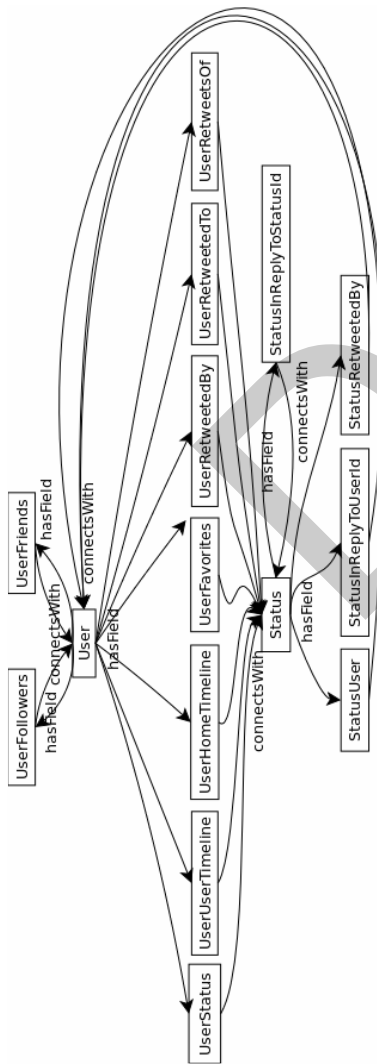 UserFollowers
UserFriends
hasField
connectsWith
hasField
User
connectsWith
hasField
UserStatus
UserUserTimeline
UserHomeTimeline
UserFavorites
UserRetweetedBy
UserRetweetedTo
UserRetweetsOf
connectsWith
hasField
Status
StatusInReplyToStatusId
hasField
connectsWith
StatusUser
StatusInReplyToUserId
StatusRetweetedBy